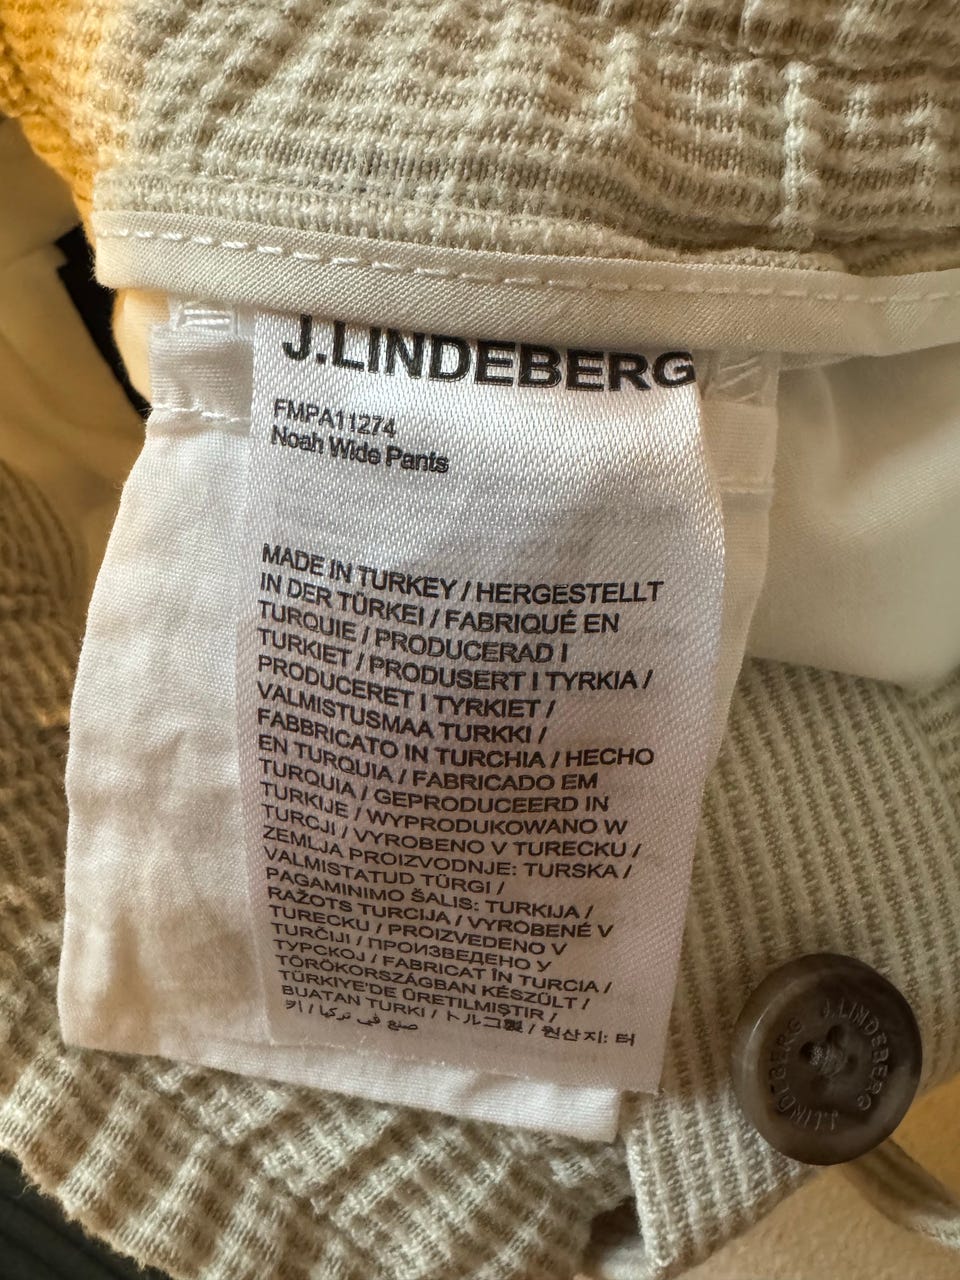 J.LINDEBERG
FMPA11274
Noah Wide Pants
MADE IN TURKEY / HERGESTELLT
IN DER TÜRKEI / FABRIQUÉ EN
TURQUIE / PRODUCERAD I
TURKIET / PRODUSERT I TYRKIA /
PRODUCERET I TYRKIET /
VALMISTUSMAA TURKKI /
FABBRICATO IN TURCHIA / HECHO
EN TURQUIA / FABRICADO EM
TURQUIA / GEPRODUCEERD IN
TURKIJE / WYPRODUKOWANO W
TURCJI / VYROBENO V TURECKU /
ZEMLJA PROIZVODNJE: TURSKA /
VALMISTATUD TÜRGI /
PAGAMINIMO ŠALIS: TURKIJA /
RAŽOTS TURCIJA / VYROBENÉ V
TURECKU / PROIZVEDENO V
TURČIJI / ПРОИЗВЕДЕНО У
ТУРСКОЈ / FABRICAT ÎN TURCIA /
TÖRÖKORSZÁGBAN KÉSZÜLT /
TÜRKIYE'DE ÜRETILMIŞTIR /
BUATAN TURKI / トルコ製 / 원산지: 터
키 / صنع في تركيا
J.LINDEBERG J.LINDEBERG